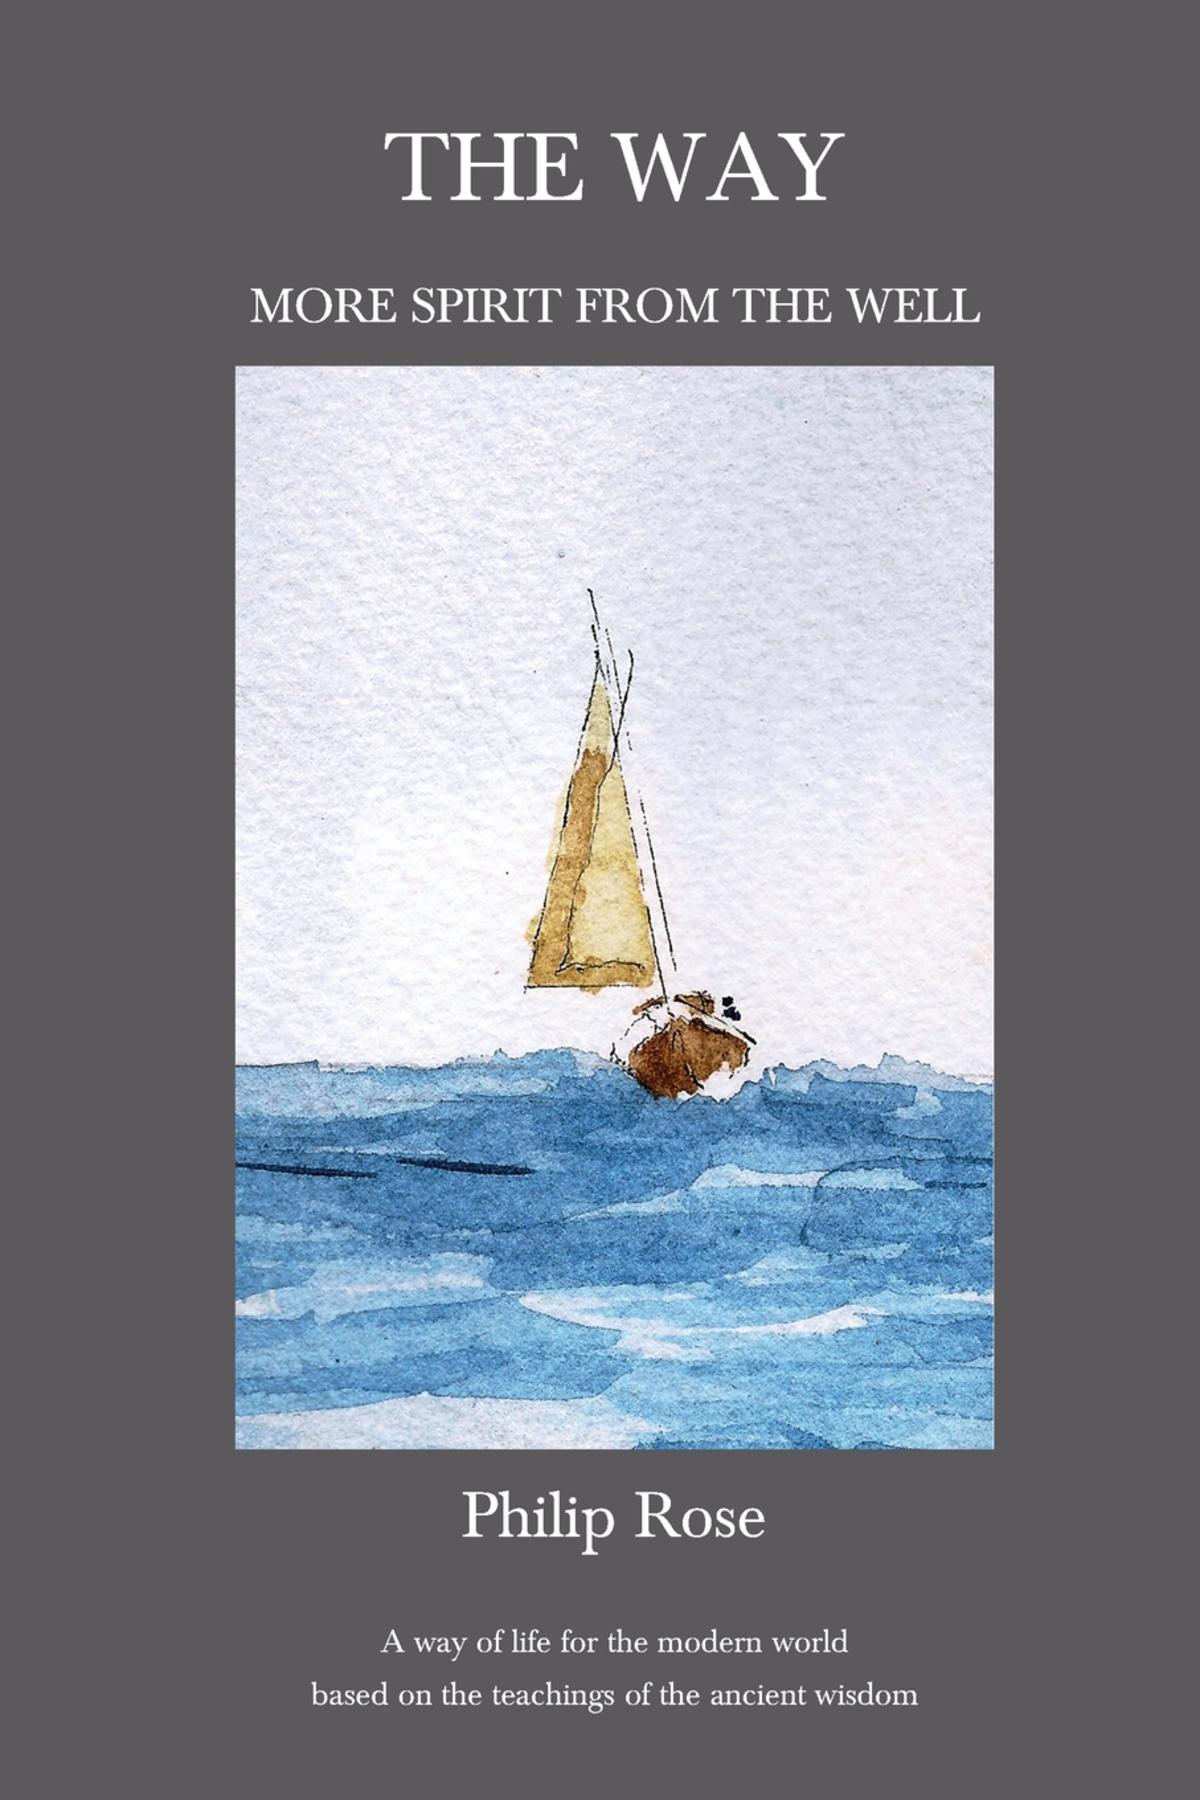 THE WAY
MORE SPIRIT FROM THE WELL
Philip Rose
A way of life for the modern world
based on the teachings of the ancient wisdom